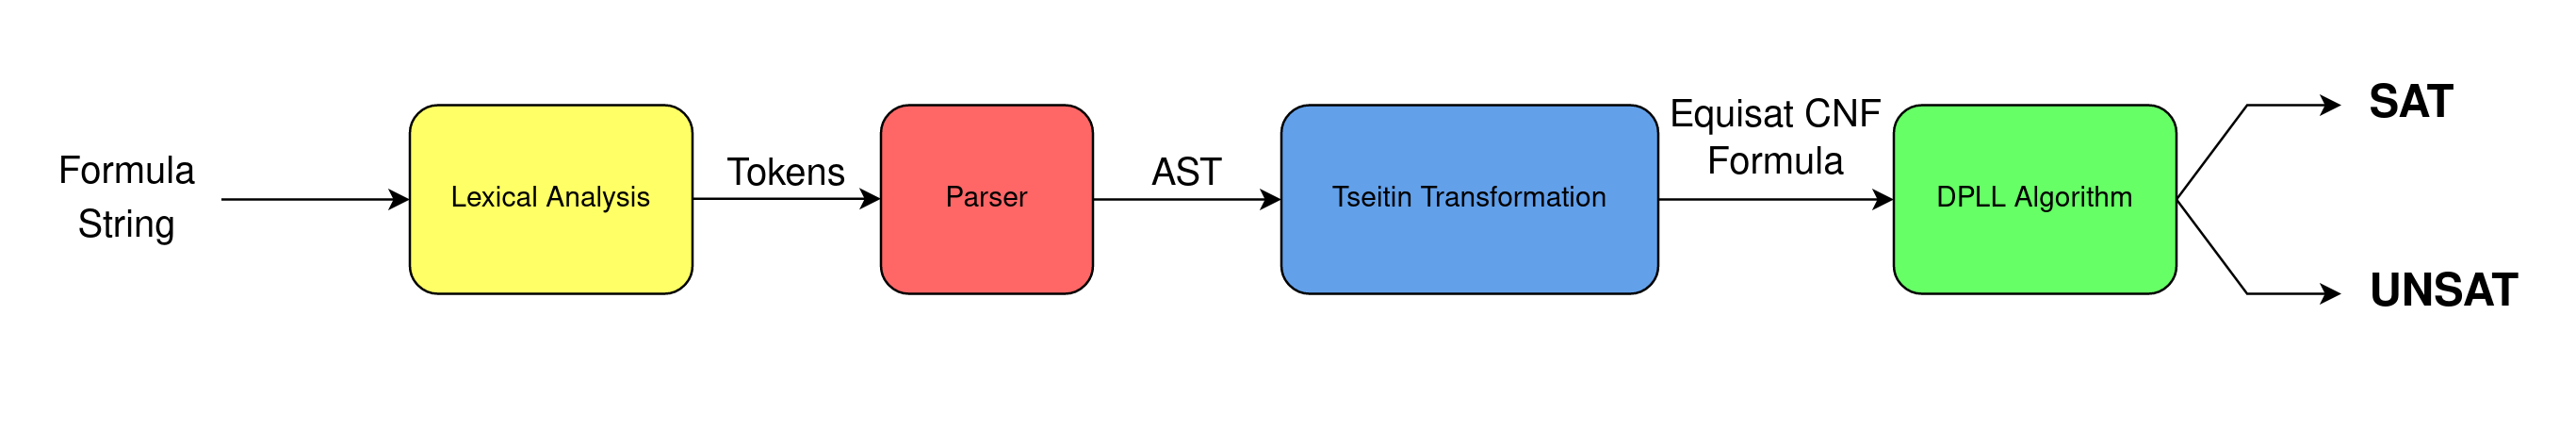 Formula
String
Lexical Analysis
Tokens
Parser
AST
Tseitin Transformation
Equisat CNF
Formula
DPLL Algorithm
SAT
UNSAT